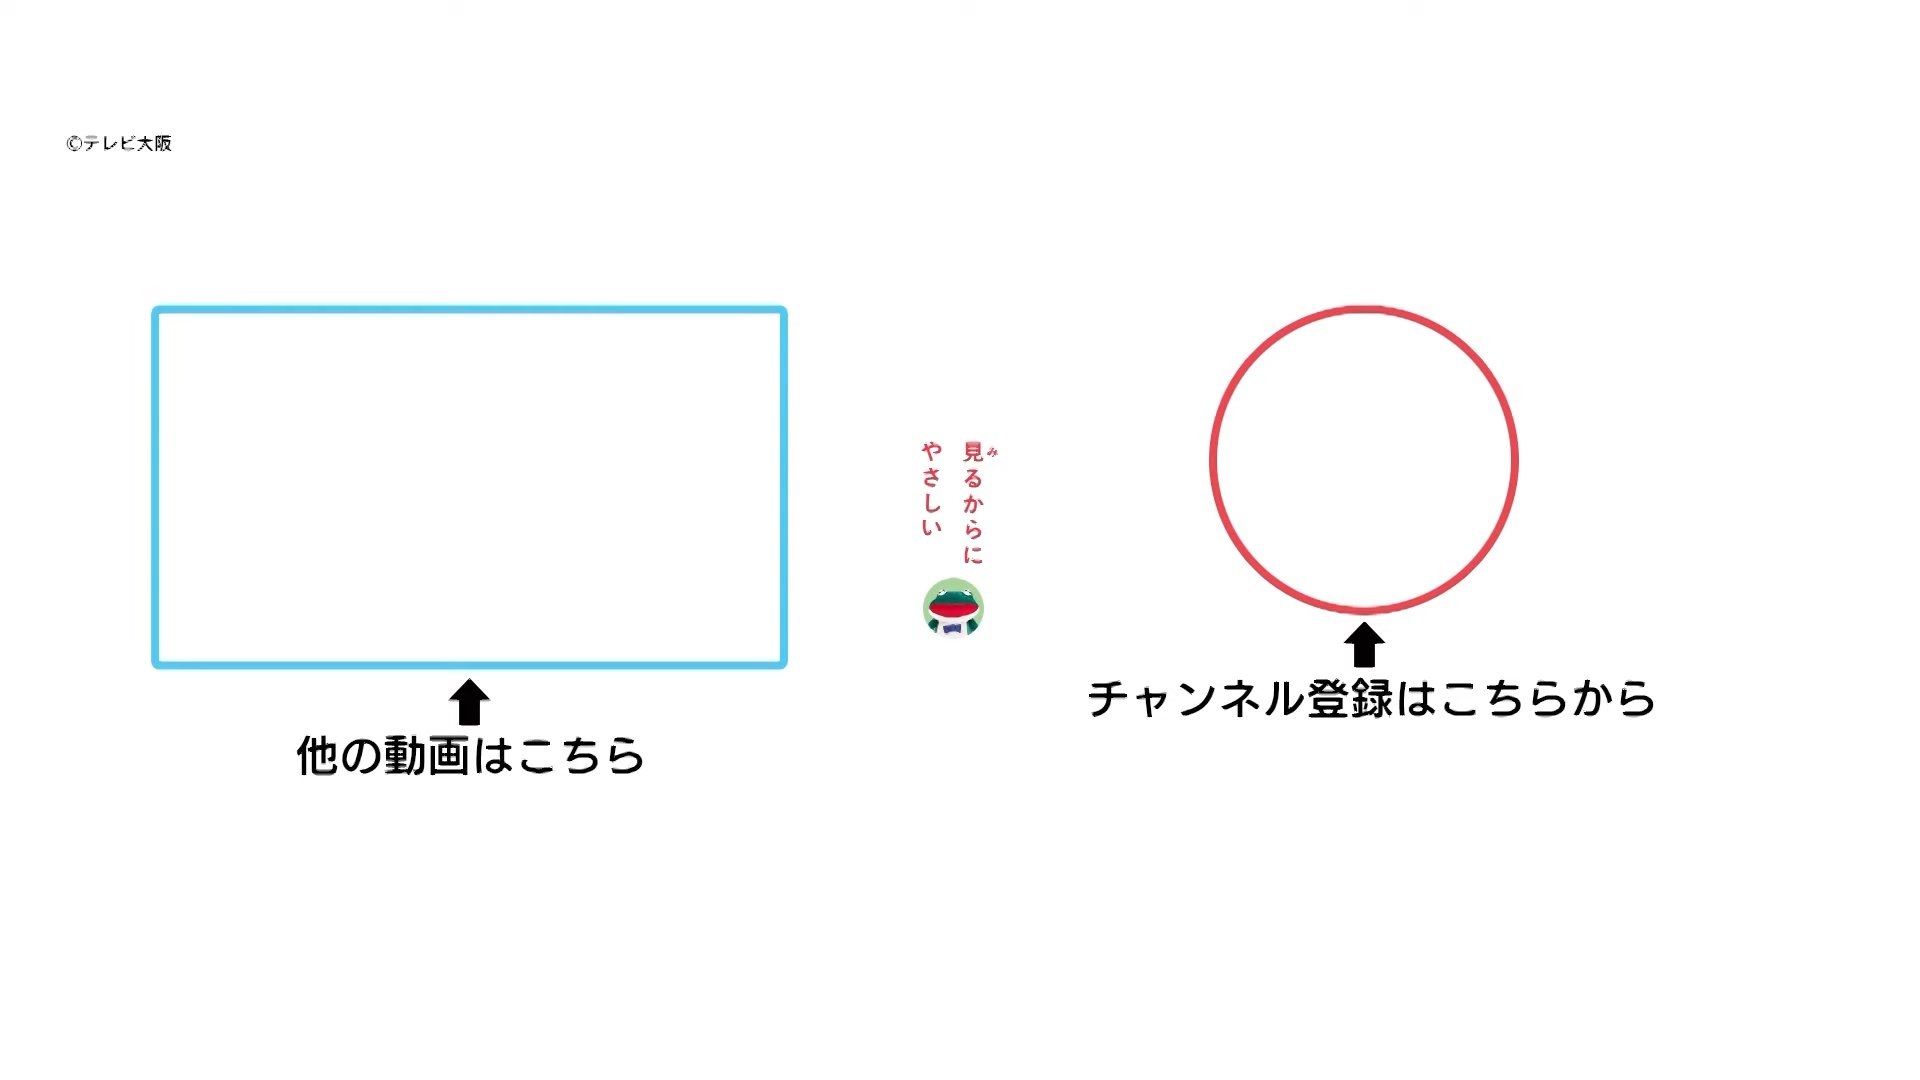 ©テレビ大阪
見るからに
み
やさしい
チャンネル登録はこちらから
他の動画はこちら